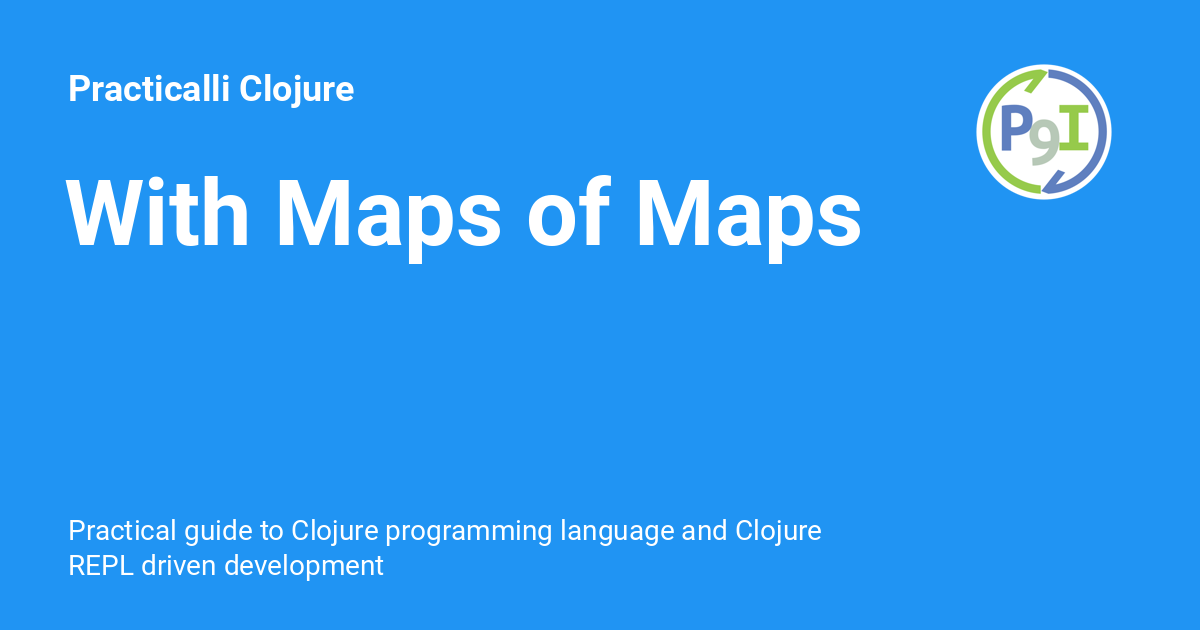 Practicalli Clojure
P9I
With Maps of Maps
Practical guide to Clojure programming language and Clojure
REPL driven development